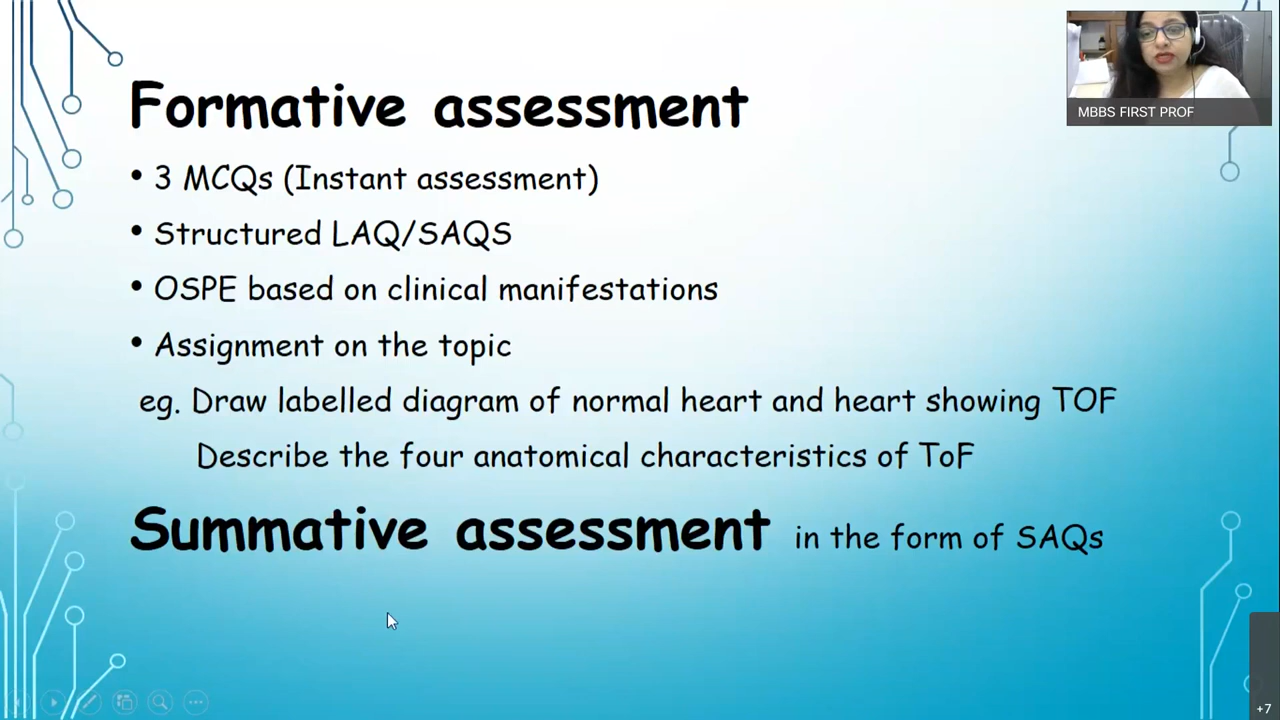 Formative assessment
• 3 MCQs (Instant assessment)
• Structured LAQ/SAQS
• OSPE based on clinical manifestations
• Assignment on the topic
eg. Draw labelled diagram of normal heart and heart showing TOF
Describe the four anatomical characteristics of ToF
Summative assessment in the form of SAQs
MBBS FIRST PROF
+7